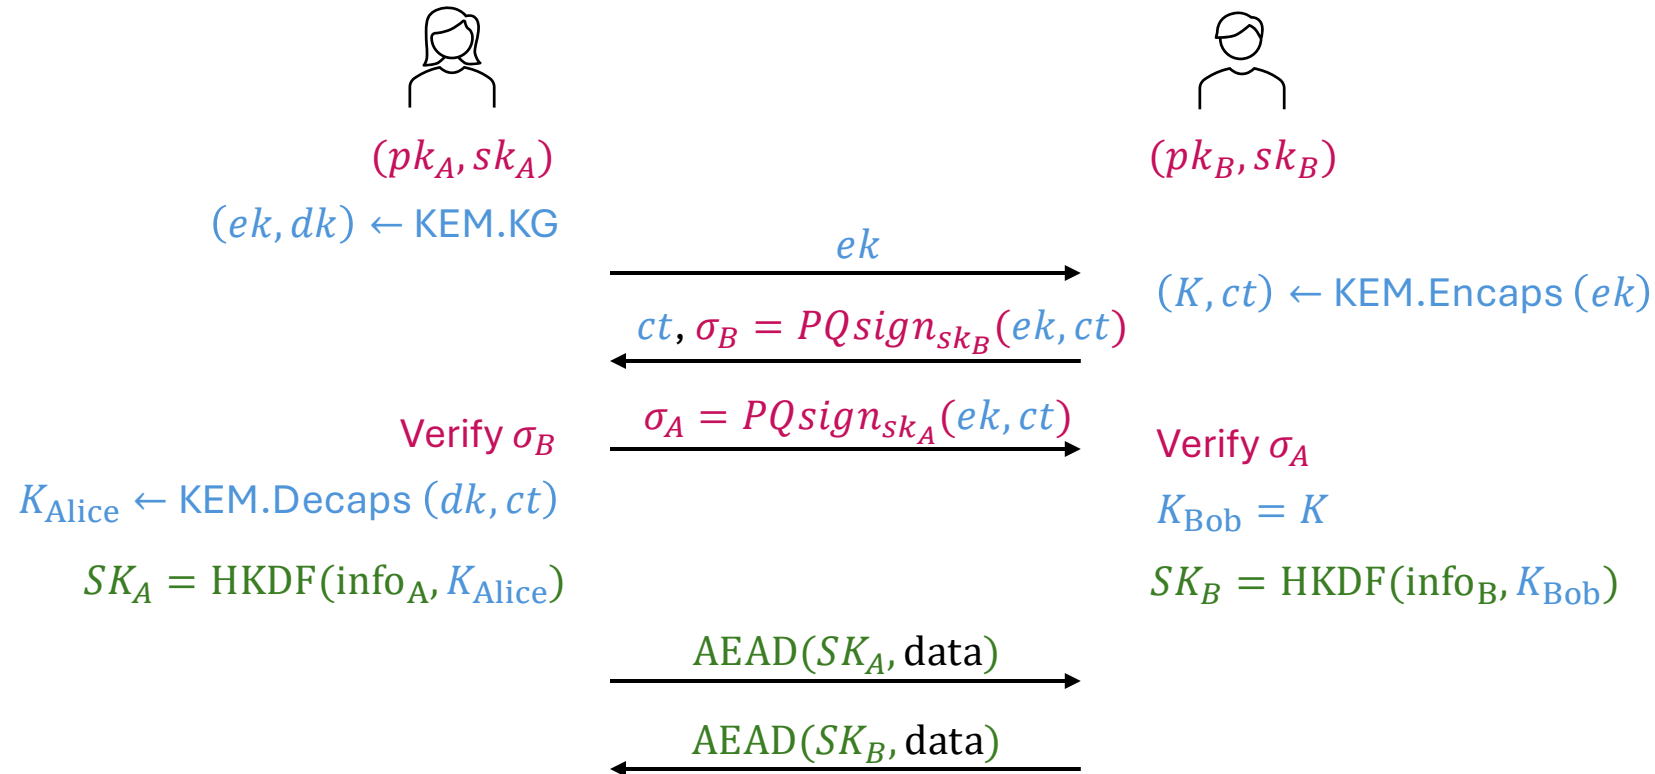 (pk_A, sk_A)
(pk_B, sk_B)
(ek, dk) ← KEM.KG
ek
(K, ct) ← KEM.Encaps (ek)
ct, σ_B = PQsign_{sk_B}(ek, ct)
Verify σ_B
σ_A = PQsign_{sk_A}(ek, ct)
Verify σ_A
K_Alice ← KEM.Decaps (dk, ct)
K_Bob = K
SK_A = HKDF(info_A, K_Alice)
SK_B = HKDF(info_B, K_Bob)
AEAD(SK_A, data)
AEAD(SK_B, data)